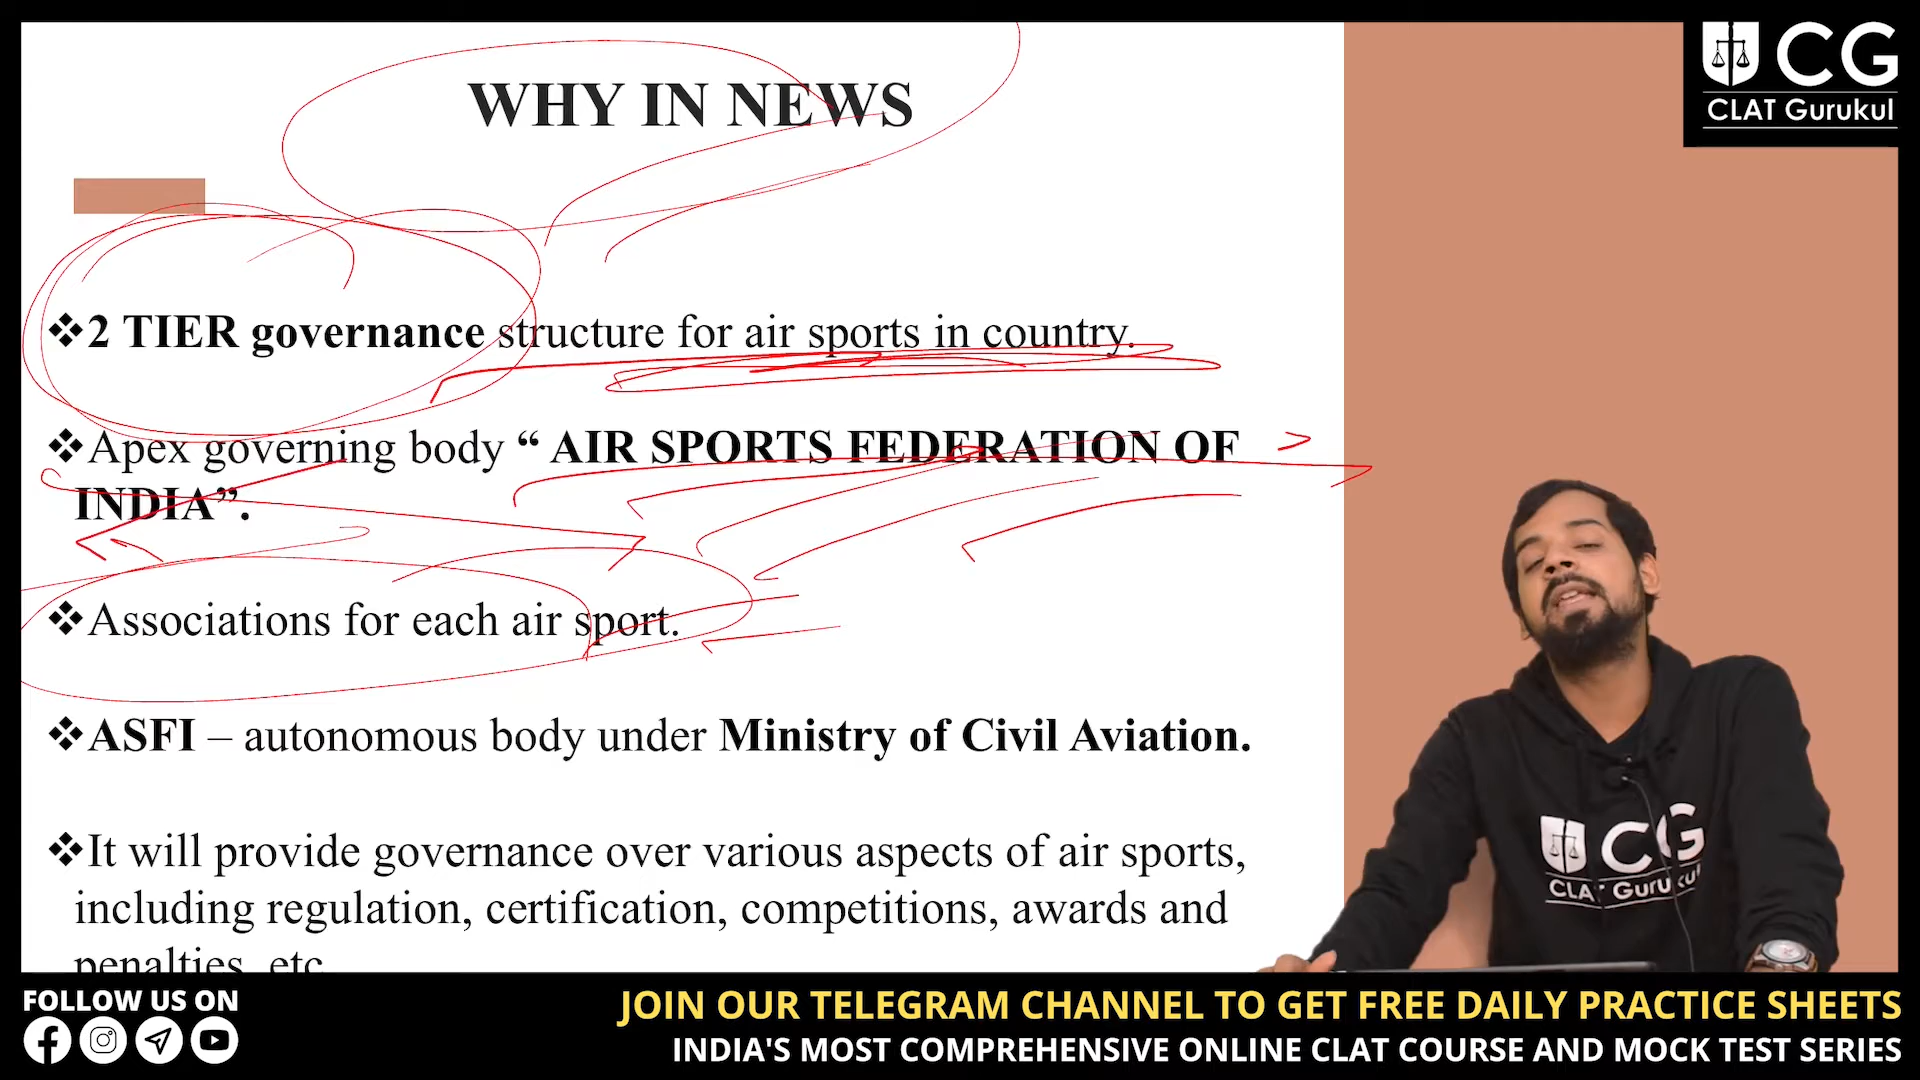 CG
CLAT Gurukul
WHY IN NEWS
❖2 TIER governance structure for air sports in country.
❖Apex governing body “ AIR SPORTS FEDERATION OF
INDIA”.
❖Associations for each air sport.
❖ASFI – autonomous body under Ministry of Civil Aviation.
❖It will provide governance over various aspects of air sports,
including regulation, certification, competitions, awards and
penalties, etc
CG
CLAT Gurukul
FOLLOW US ON
JOIN OUR TELEGRAM CHANNEL TO GET FREE DAILY PRACTICE SHEETS
INDIA'S MOST COMPREHENSIVE ONLINE CLAT COURSE AND MOCK TEST SERIES